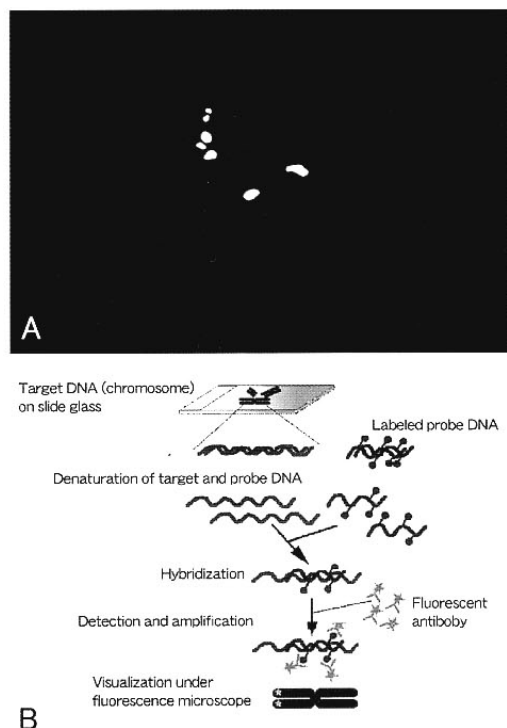 A
Target DNA (chromosome)
on slide glass
Labeled probe DNA
Denaturation of target and probe DNA
Hybridization
Detection and amplification
Fluorescent
antiboby
Visualization under
fluorescence microscope
B